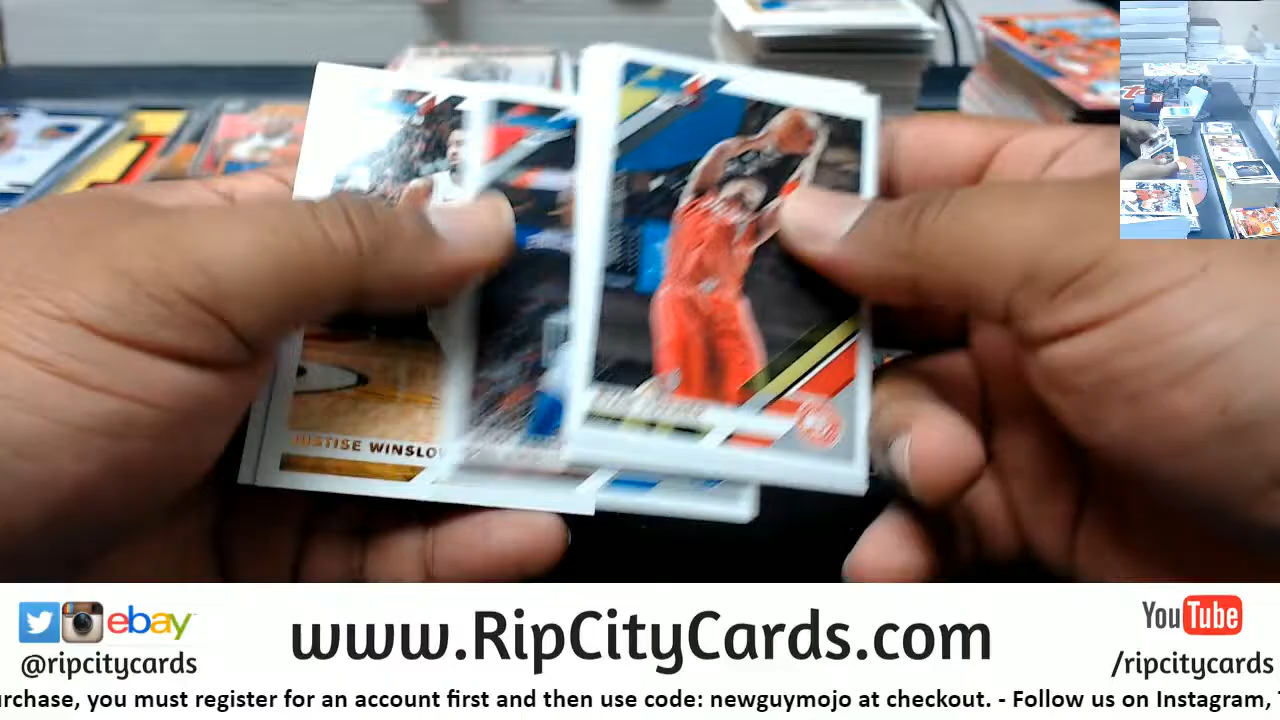 JUSTISE WINSLO
ebay
www.RipCityCards.com
You Tube
@ripcitycards
/ripcitycards
urchase, you must register for an account first and then use code: newguymojo at checkout. - Follow us on Instagram,